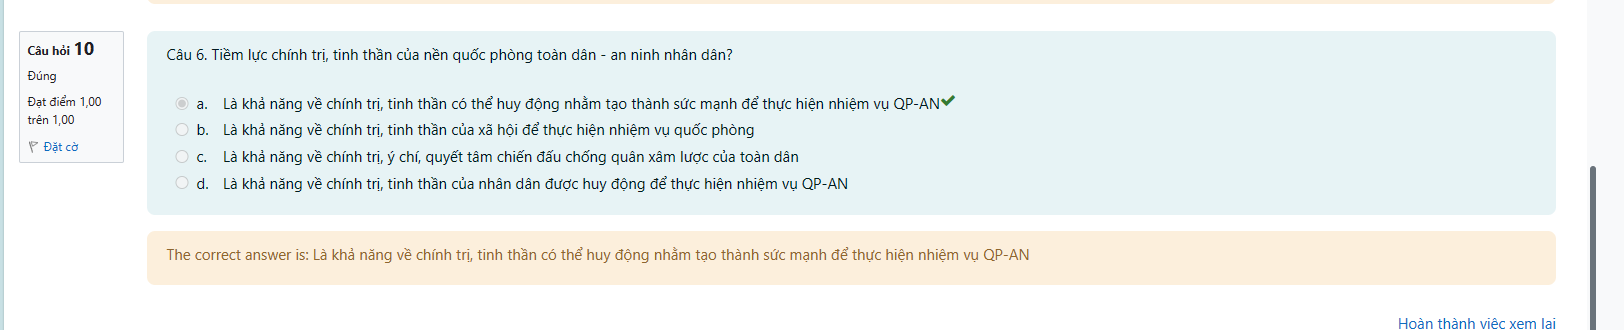 Câu hỏi 10
Đúng
Đạt điểm 1,00
trên 1,00
Đặt cờ
Câu 6. Tiềm lực chính trị, tinh thần của nền quốc phòng toàn dân - an ninh nhân dân?
a. Là khả năng về chính trị, tinh thần có thể huy động nhằm tạo thành sức mạnh để thực hiện nhiệm vụ QP-AN
b. Là khả năng về chính trị, tinh thần của xã hội để thực hiện nhiệm vụ quốc phòng
c. Là khả năng về chính trị, ý chí, quyết tâm chiến đấu chống quân xâm lược của toàn dân
d. Là khả năng về chính trị, tinh thần của nhân dân được huy động để thực hiện nhiệm vụ QP-AN
The correct answer is: Là khả năng về chính trị, tinh thần có thể huy động nhằm tạo thành sức mạnh để thực hiện nhiệm vụ QP-AN
Hoàn thành việc xem lại